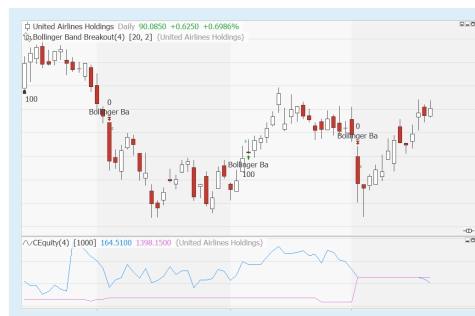 United Airlines Holdings Daily 90.0850 +0.6250 +0.6986%
Bollinger Band Breakout(4) [20, 2] (United Airlines Holdings)
100
0
Bollinger Ba
0
Bollinger Ba
Bollinger Ba
100
CEquity(4) [1000] 164.5100 1398.1500 (United Airlines Holdings)